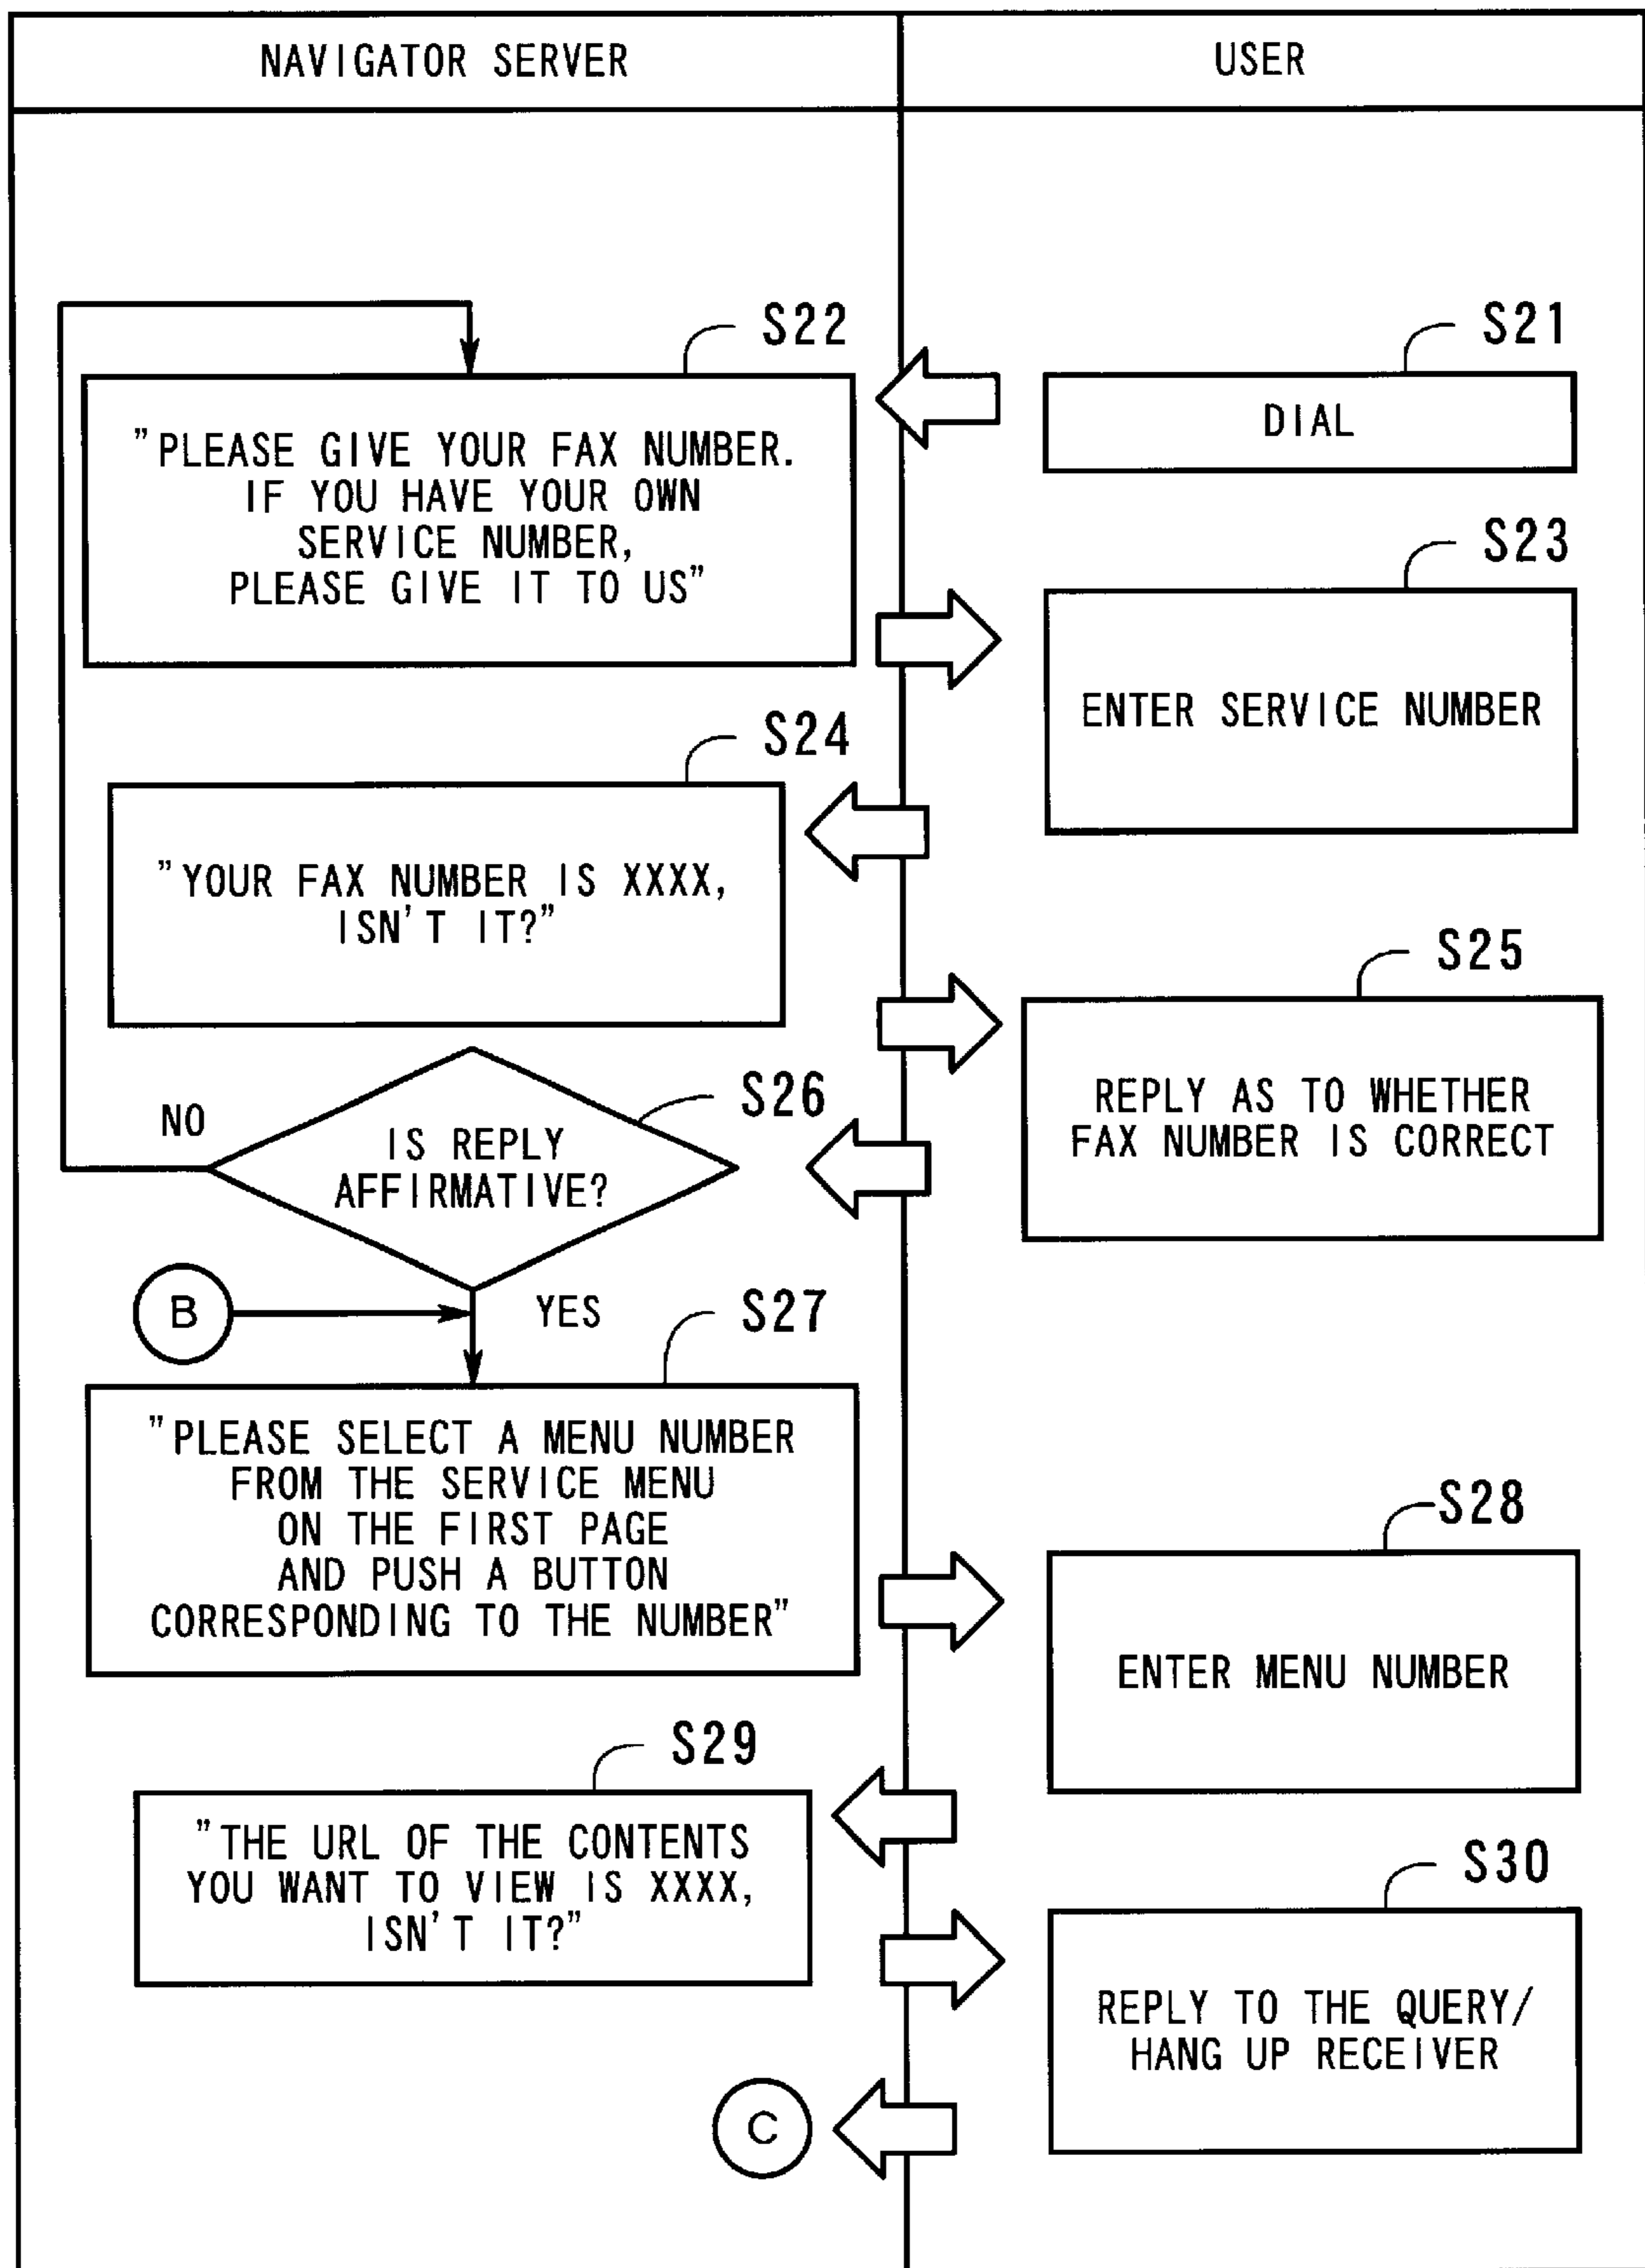 NAVIGATOR SERVER
USER
S21
DIAL
S22
"PLEASE GIVE YOUR FAX NUMBER.
IF YOU HAVE YOUR OWN
SERVICE NUMBER,
PLEASE GIVE IT TO US"
S23
ENTER SERVICE NUMBER
S24
"YOUR FAX NUMBER IS XXXX,
ISN'T IT?"
S25
REPLY AS TO WHETHER
FAX NUMBER IS CORRECT
S26
IS REPLY
AFFIRMATIVE?
NO
YES
B
S27
"PLEASE SELECT A MENU NUMBER
FROM THE SERVICE MENU
ON THE FIRST PAGE
AND PUSH A BUTTON
CORRESPONDING TO THE NUMBER"
S28
ENTER MENU NUMBER
S29
"THE URL OF THE CONTENTS
YOU WANT TO VIEW IS XXXX,
ISN'T IT?"
S30
REPLY TO THE QUERY/
HANG UP RECEIVER
C